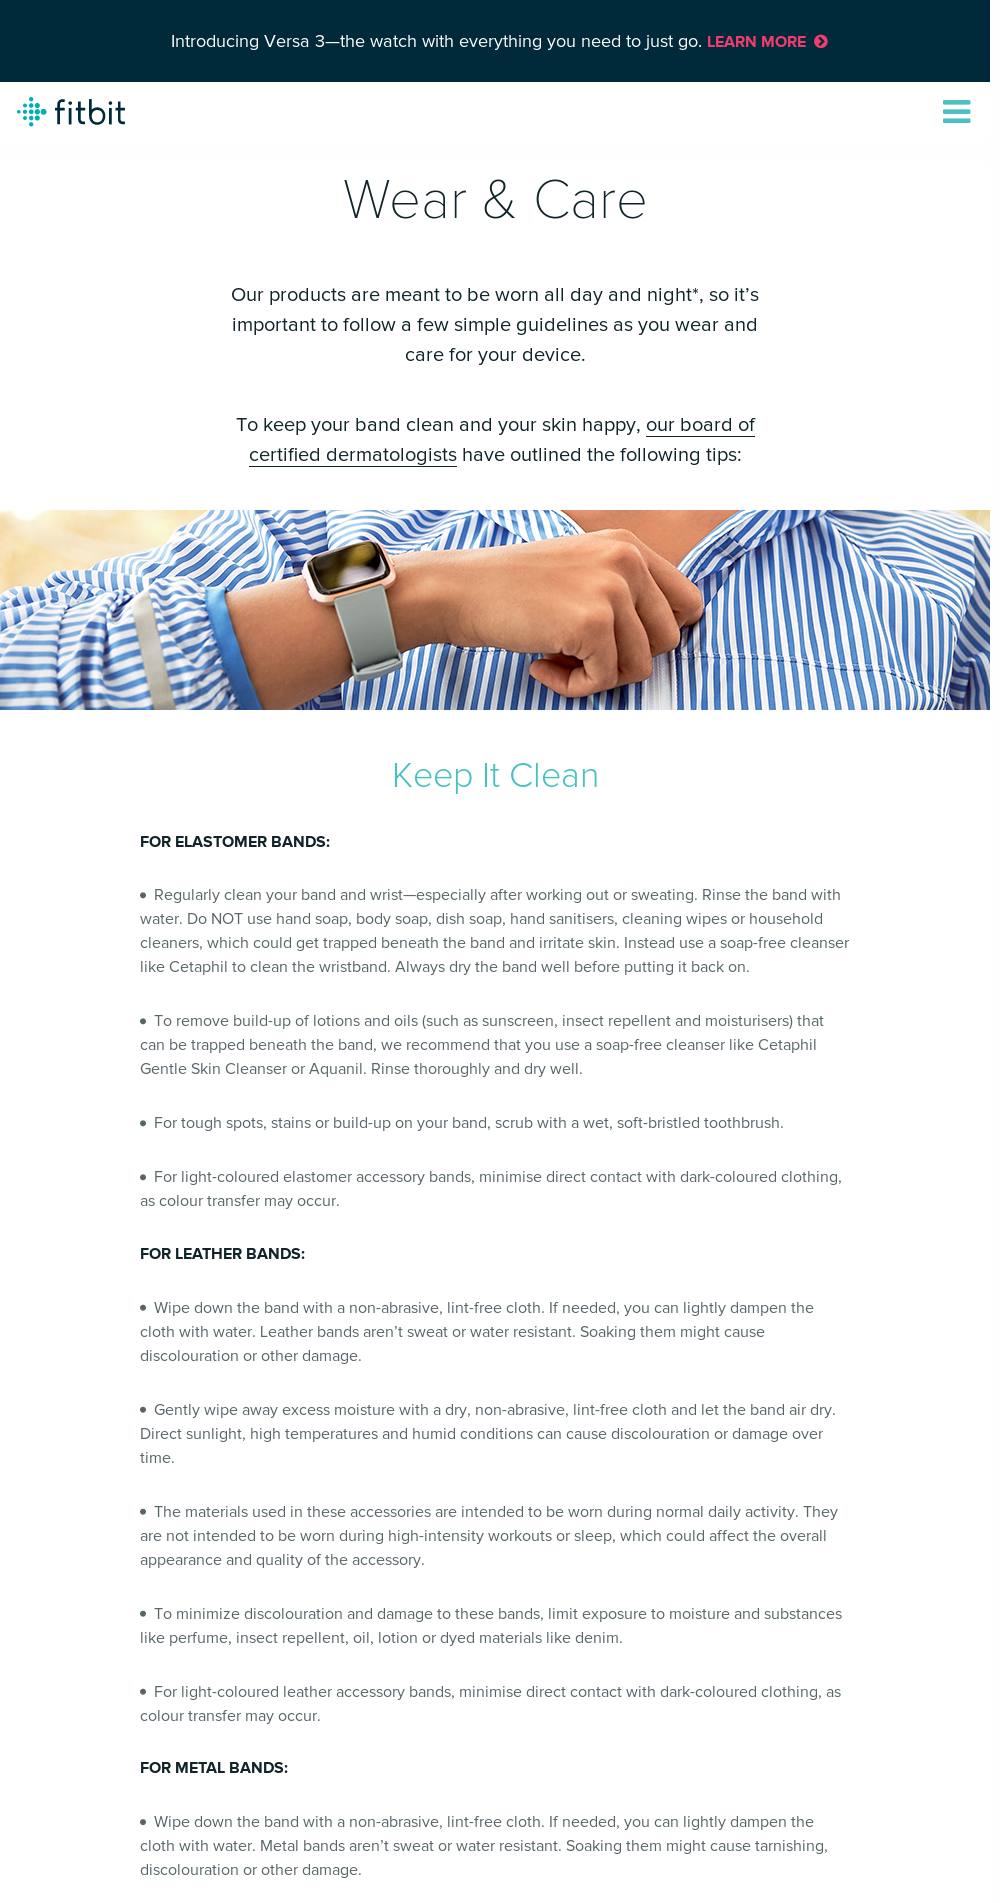 Introducing Versa 3—the watch with everything you need to just go. LEARN MORE
fitbit
Wear & Care
Our products are meant to be worn all day and night*, so it’s
important to follow a few simple guidelines as you wear and
care for your device.
To keep your band clean and your skin happy, our board of
certified dermatologists have outlined the following tips:
Keep It Clean
FOR ELASTOMER BANDS:
• Regularly clean your band and wrist—especially after working out or sweating. Rinse the band with
water. Do NOT use hand soap, body soap, dish soap, hand sanitisers, cleaning wipes or household
cleaners, which could get trapped beneath the band and irritate skin. Instead use a soap-free cleanser
like Cetaphil to clean the wristband. Always dry the band well before putting it back on.
• To remove build-up of lotions and oils (such as sunscreen, insect repellent and moisturisers) that
can be trapped beneath the band, we recommend that you use a soap-free cleanser like Cetaphil
Gentle Skin Cleanser or Aquanil. Rinse thoroughly and dry well.
• For tough spots, stains or build-up on your band, scrub with a wet, soft-bristled toothbrush.
• For light-coloured elastomer accessory bands, minimise direct contact with dark-coloured clothing,
as colour transfer may occur.
FOR LEATHER BANDS:
• Wipe down the band with a non-abrasive, lint-free cloth. If needed, you can lightly dampen the
cloth with water. Leather bands aren’t sweat or water resistant. Soaking them might cause
discolouration or other damage.
• Gently wipe away excess moisture with a dry, non-abrasive, lint-free cloth and let the band air dry.
Direct sunlight, high temperatures and humid conditions can cause discolouration or damage over
time.
• The materials used in these accessories are intended to be worn during normal daily activity. They
are not intended to be worn during high-intensity workouts or sleep, which could affect the overall
appearance and quality of the accessory.
• To minimize discolouration and damage to these bands, limit exposure to moisture and substances
like perfume, insect repellent, oil, lotion or dyed materials like denim.
• For light-coloured leather accessory bands, minimise direct contact with dark-coloured clothing, as
colour transfer may occur.
FOR METAL BANDS:
• Wipe down the band with a non-abrasive, lint-free cloth. If needed, you can lightly dampen the
cloth with water. Metal bands aren’t sweat or water resistant. Soaking them might cause tarnishing,
discolouration or other damage.